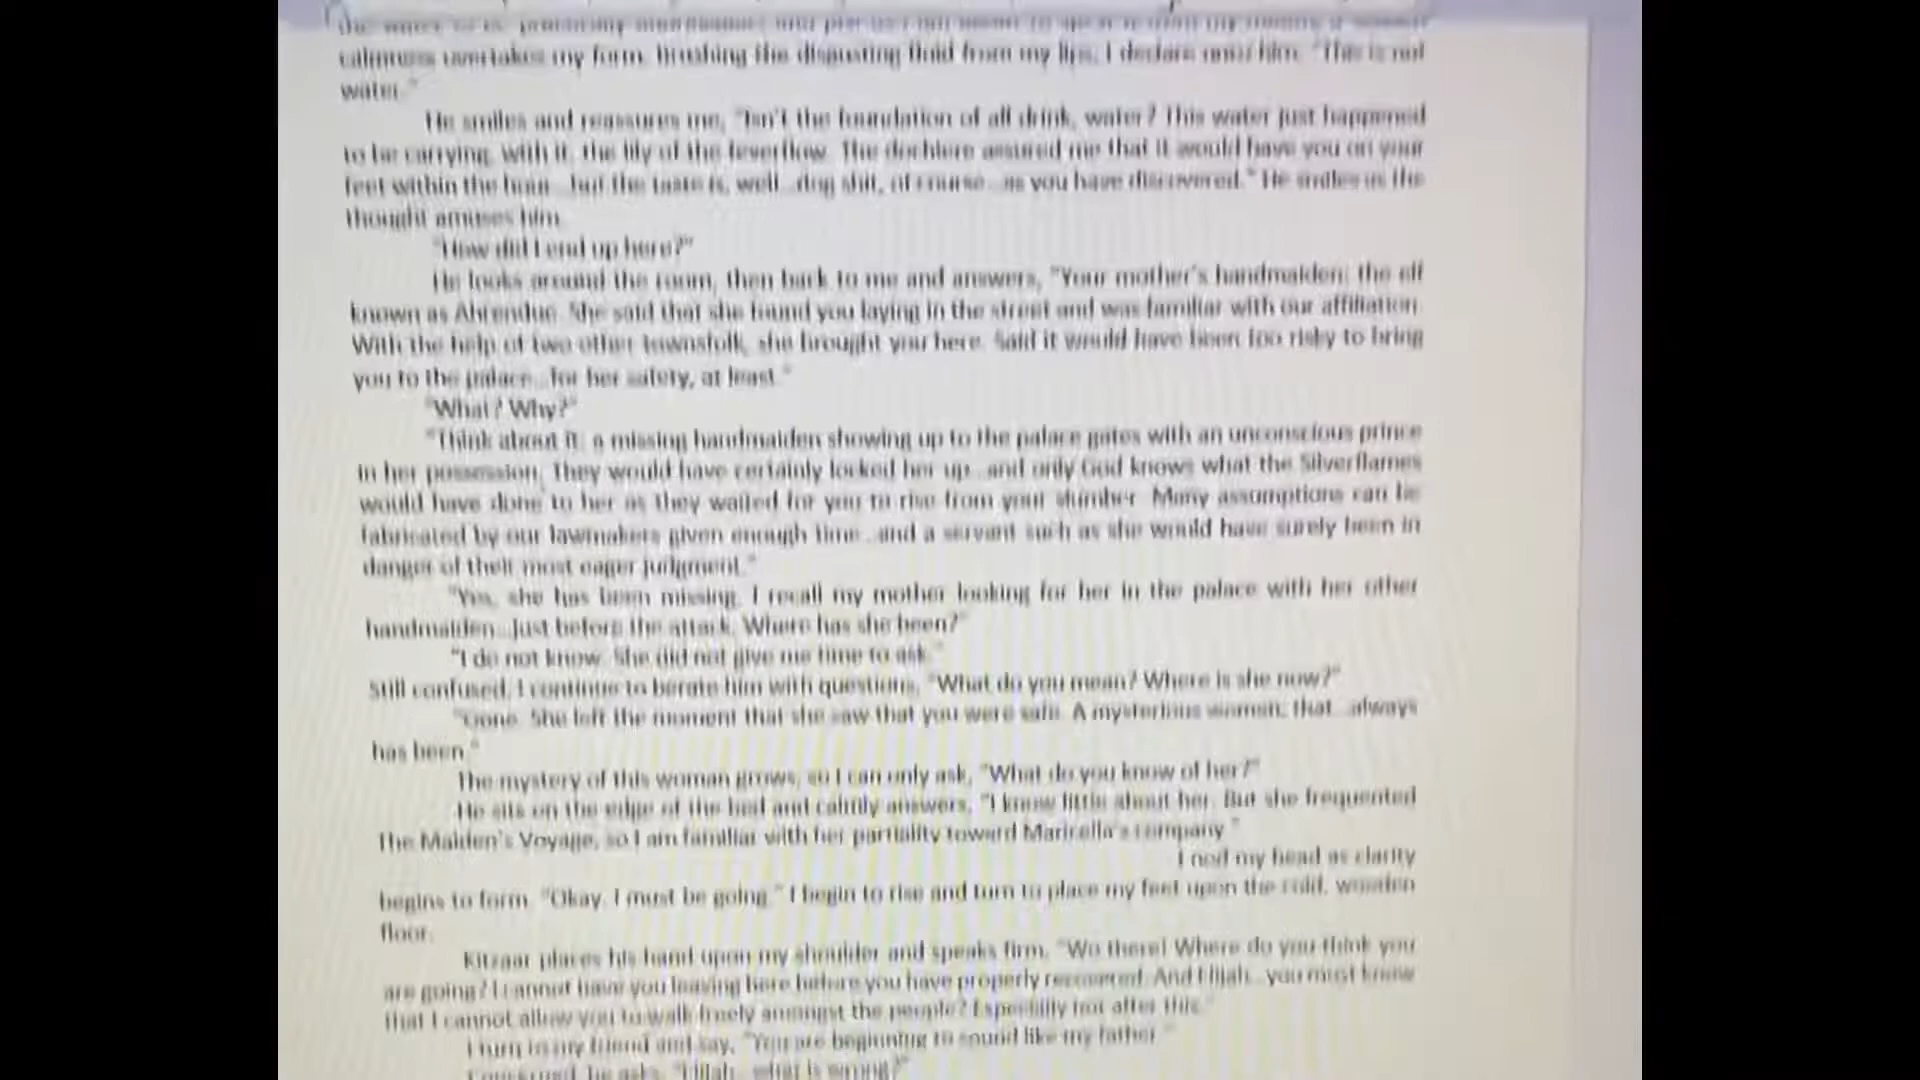 calmness overtakes my form. Brushing the disgusting fluid from my lips, I declare unto him, "This is not
water."
He smiles and reassures me, "Isn't the foundation of all drink, water? This water just happened
to be carrying, with it, the lily of the feverflow. The dochlere assured me that it would have you on your
feet within the hour...but the taste is, well...dog shit, of course...as you have discovered." He smiles as the
thought amuses him.
"How did I end up here?"
He looks around the room, then back to me and answers, "Your mother's handmaiden; the elf
known as Ahrendue. She said that she found you laying in the street and was familiar with our affiliation.
With the help of two other townsfolk, she brought you here. Said it would have been too risky to bring
you to the palace...for her safety, at least."
"What? Why?"
"Think about it; a missing handmaiden showing up to the palace gates with an unconscious prince
in her possession. They would have certainly locked her up...and only God knows what the Silverflames
would have done to her as they waited for you to rise from your slumber. Many assumptions can be
fabricated by our lawmakers given enough time...and a servant such as she would have surely been in
danger of their most eager judgment."
"Yes, she has been missing. I recall my mother looking for her in the palace with her other
handmaiden...just before the attack. Where has she been?"
"I do not know. She did not give me time to ask."
Still confused, I continue to berate him with questions, "What do you mean? Where is she now?"
"Gone. She left the moment that she saw that you were safe. A mysterious woman, that...always
has been."
The mystery of this woman grows, so I can only ask, "What do you know of her?"
He sits on the edge of the bed and calmly answers, "I know little about her. But she frequented
The Maiden's Voyage, so I am familiar with her partiality toward Maricella's company."
I nod my head as clarity
begins to form. "Okay. I must be going." I begin to rise and turn to place my feet upon the cold, wooden
floor.
Kitzaar places his hand upon my shoulder and speaks firm, "Wo there! Where do you think you
are going? I cannot have you leaving here before you have properly recovered. And Elijah...you must know
that I cannot allow you to walk freely amongst the people? Especially not after this."
I turn to my friend and say, "You are beginning to sound like my father."
Concerned, he asks, "Elijah...what is wrong?"